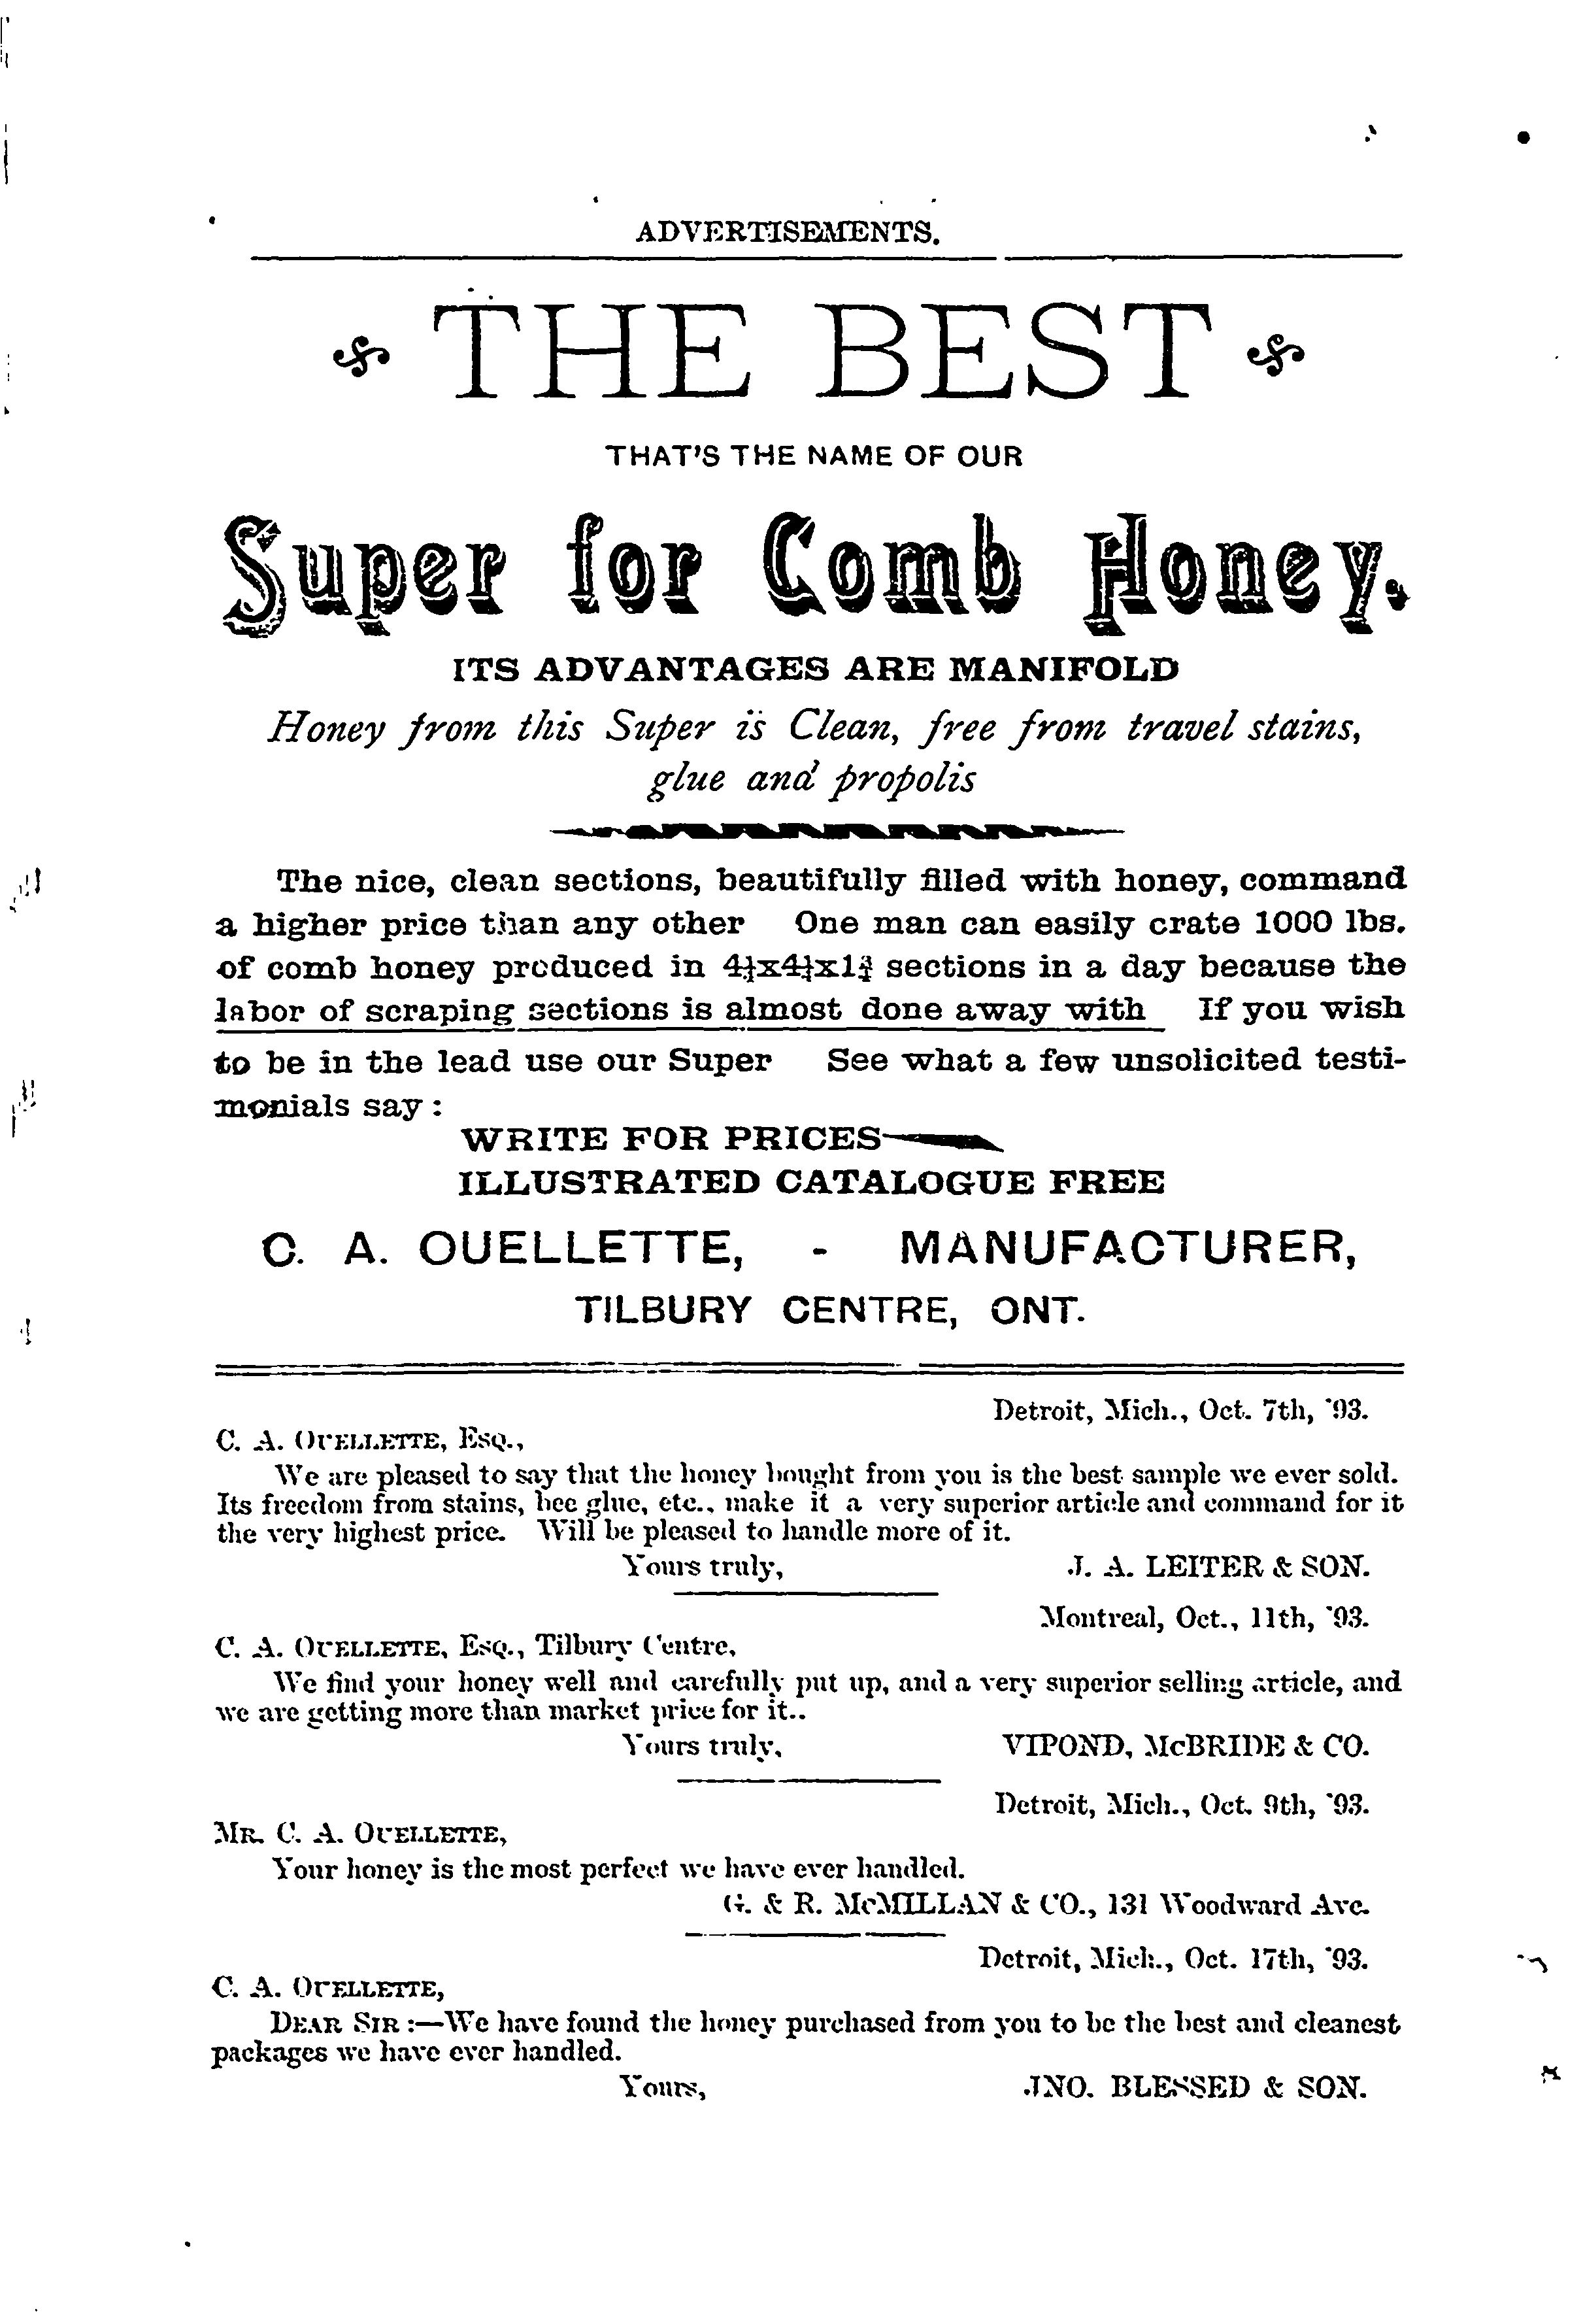 ADVERTISEMENTS.
THE BEST
THAT'S THE NAME OF OUR
Super for Comb Honey.
ITS ADVANTAGES ARE MANIFOLD
Honey from this Super is Clean, free from travel stains,
glue and propolis
The nice, clean sections, beautifully filled with honey, command
a higher price than any other One man can easily crate 1000 lbs.
of comb honey produced in 4¼x4¼x1¾ sections in a day because the
labor of scraping sections is almost done away with If you wish
to be in the lead use our Super See what a few unsolicited testi-
monials say :
WRITE FOR PRICES
ILLUSTRATED CATALOGUE FREE
C. A. OUELLETTE, - MANUFACTURER,
TILBURY CENTRE, ONT.
Detroit, Mich., Oct. 7th, '93.
C. A. OUELLETTE, ESQ.,
We are pleased to say that the honey bought from you is the best sample we ever sold.
Its freedom from stains, bee glue, etc., make it a very superior article and command for it
the very highest price. Will be pleased to handle more of it.
Yours truly, J. A. LEITER & SON.
Montreal, Oct., 11th, '93.
C. A. OUELLETTE, ESQ., Tilbury Centre,
We find your honey well and carefully put up, and a very superior selling article, and
we are getting more than market price for it..
Yours truly, VIPOND, McBRIDE & CO.
Detroit, Mich., Oct. 9th, '93.
MR. C. A. OUELLETTE,
Your honey is the most perfect we have ever handled.
G. & R. McMILLAN & CO., 131 Woodward Ave.
Detroit, Mich., Oct. 17th, '93.
C. A. OUELLETTE,
DEAR SIR :—We have found the honey purchased from you to be the best and cleanest
packages we have ever handled.
Yours, JNO. BLESSED & SON.